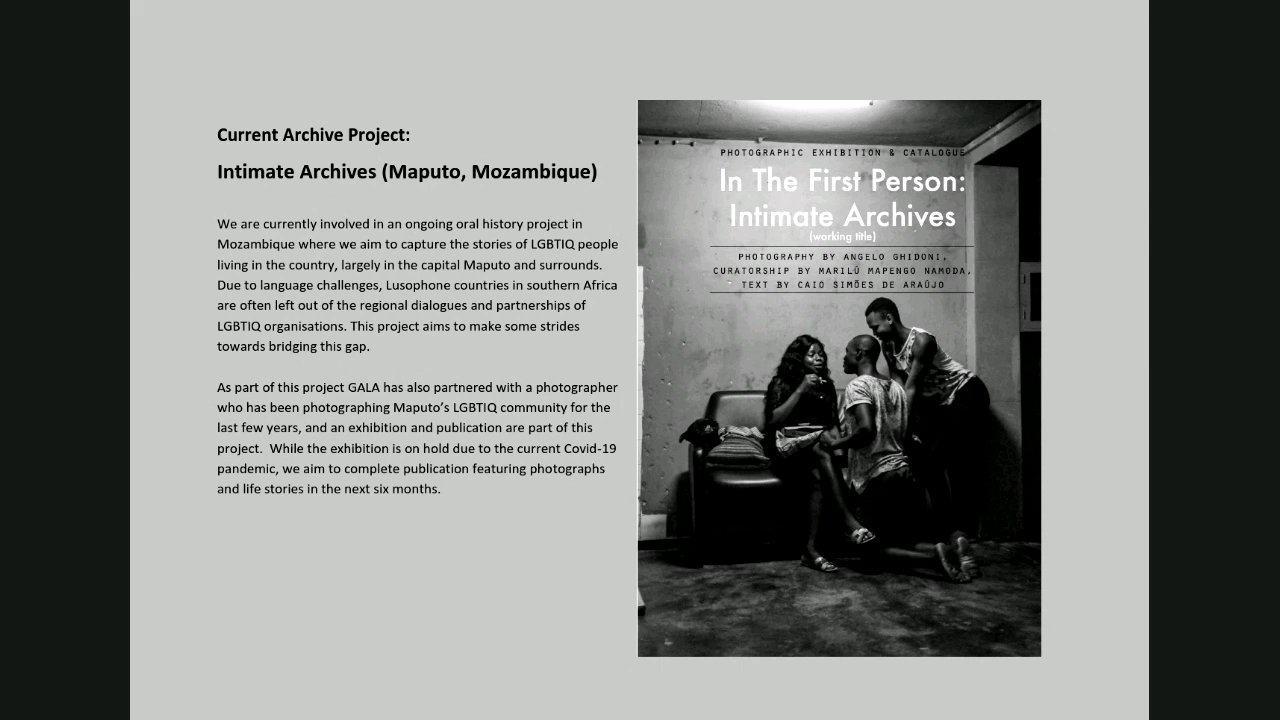 Current Archive Project:
Intimate Archives (Maputo, Mozambique)
We are currently involved in an ongoing oral history project in
Mozambique where we aim to capture the stories of LGBTIQ people
living in the country, largely in the capital Maputo and surrounds.
Due to language challenges, Lusophone countries in southern Africa
are often left out of the regional dialogues and partnerships of
LGBTIQ organisations. This project aims to make some strides
towards bridging this gap.
As part of this project GALA has also partnered with a photographer
who has been photographing Maputo’s LGBTIQ community for the
last few years, and an exhibition and publication are part of this
project.  While the exhibition is on hold due to the current Covid-19
pandemic, we aim to complete publication featuring photographs
and life stories in the next six months.
PHOTOGRAPHIC EXHIBITION & CATALOGUE
In The First Person:
Intimate Archives
(working title)
PHOTOGRAPHY BY ANGELO GHIDONI,
CURATORSHIP BY MARILÚ MAPENGO NAMODA,
TEXT BY CAIO SIMÕES DE ARAÚJO